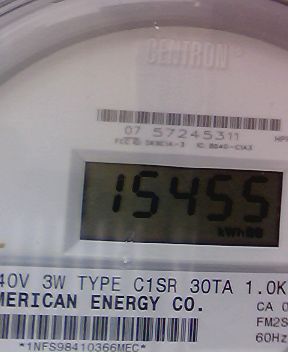 CENTRON®
07 57245311
15455
kWh
40V 3W TYPE C1SR 30TA 1.0K
MERICAN ENERGY CO.
CA 0
FM2S
60Hz
*1NFS98410366MEC*